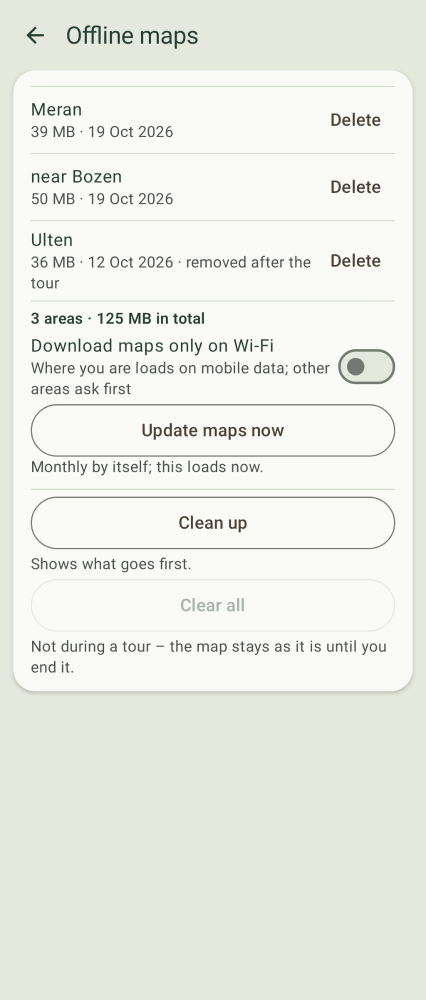 Offline maps
Meran
39 MB · 19 Oct 2026
Delete
near Bozen
50 MB · 19 Oct 2026
Delete
Ulten
36 MB · 12 Oct 2026 · removed after the
tour
Delete
3 areas · 125 MB in total
Download maps only on Wi-Fi
Where you are loads on mobile data; other
areas ask first
Update maps now
Monthly by itself; this loads now.
Clean up
Shows what goes first.
Clear all
Not during a tour – the map stays as it is until you
end it.